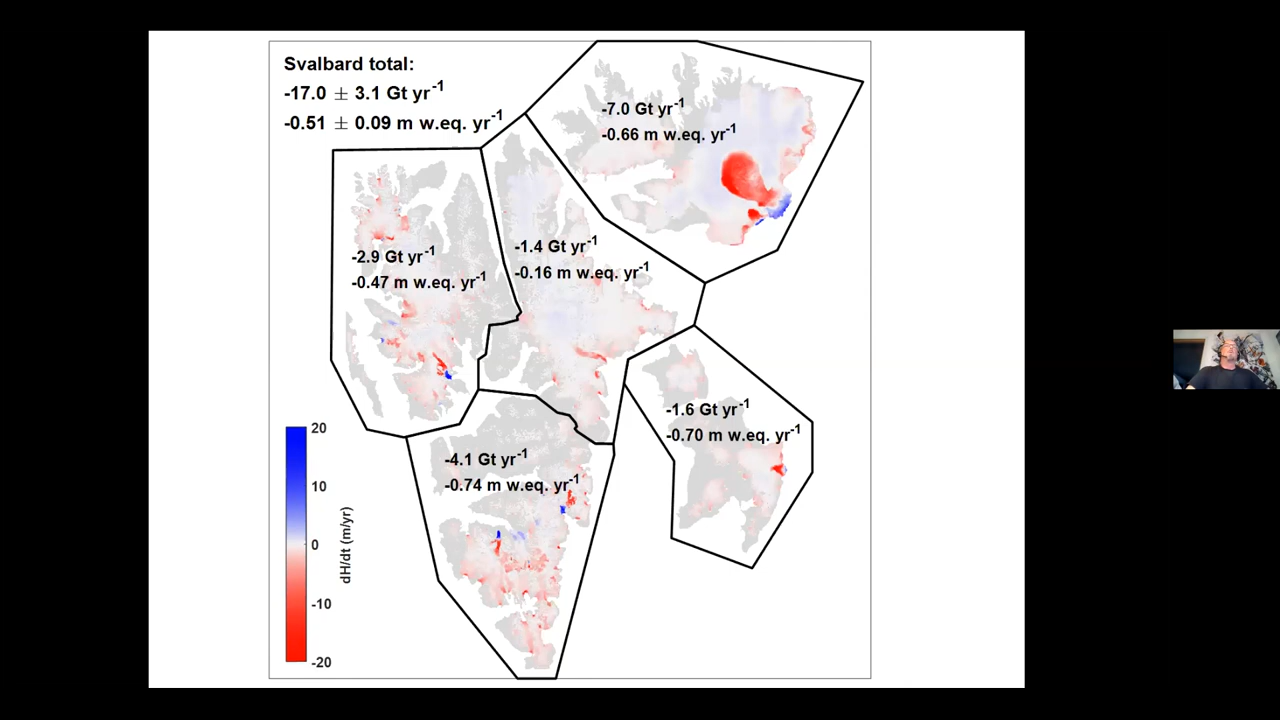 Svalbard total:
-17.0 ± 3.1 Gt yr⁻¹
-0.51 ± 0.09 m w.eq. yr⁻¹
-7.0 Gt yr⁻¹
-0.66 m w.eq. yr⁻¹
-2.9 Gt yr⁻¹
-0.47 m w.eq. yr⁻¹
-1.4 Gt yr⁻¹
-0.16 m w.eq. yr⁻¹
-1.6 Gt yr⁻¹
-0.70 m w.eq. yr⁻¹
-4.1 Gt yr⁻¹
-0.74 m w.eq. yr⁻¹
20
10
0
-10
-20
dH/dt (m/yr)